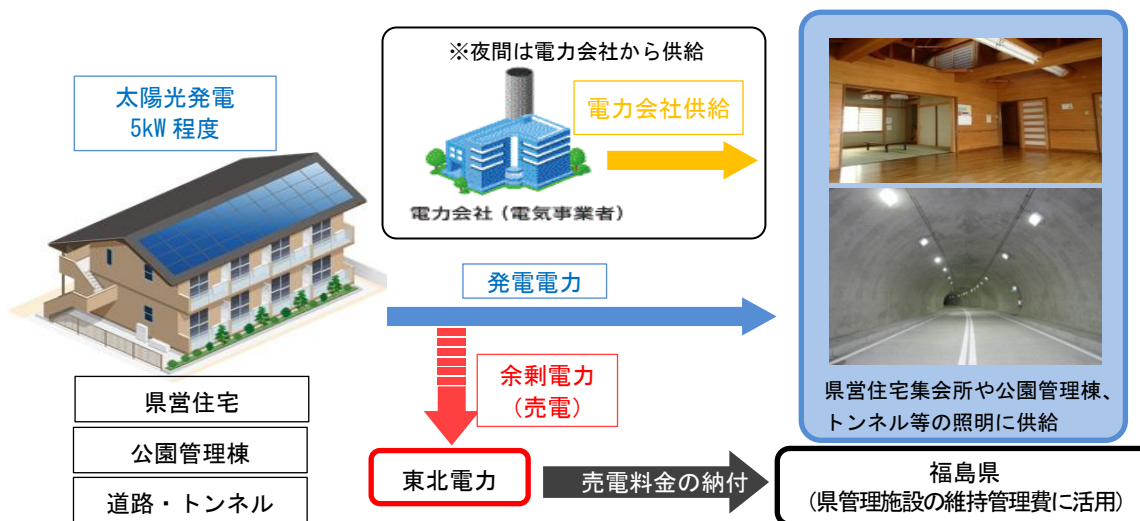 ※夜間は電力会社から供給
太陽光発電
5kW 程度
電力会社供給
電力会社（電気事業者）
発電電力
余剰電力
（売電）
県営住宅集会所や公園管理棟、
トンネル等の照明に供給
県営住宅
公園管理棟
道路・トンネル
東北電力
売電料金の納付
福島県
(県管理施設の維持管理費に活用)